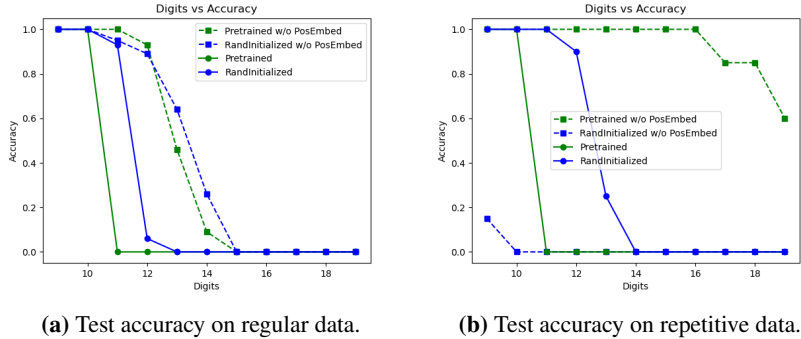 Digits vs Accuracy
1.0
0.8
0.6
0.4
0.2
0.0
Accuracy
Pretrained w/o PosEmbed
RandInitialized w/o PosEmbed
Pretrained
RandInitialized
10 12 14 16 18
Digits
(a) Test accuracy on regular data.
Digits vs Accuracy
1.0
0.8
0.6
0.4
0.2
0.0
Accuracy
Pretrained w/o PosEmbed
RandInitialized w/o PosEmbed
Pretrained
RandInitialized
10 12 14 16 18
Digits
(b) Test accuracy on repetitive data.